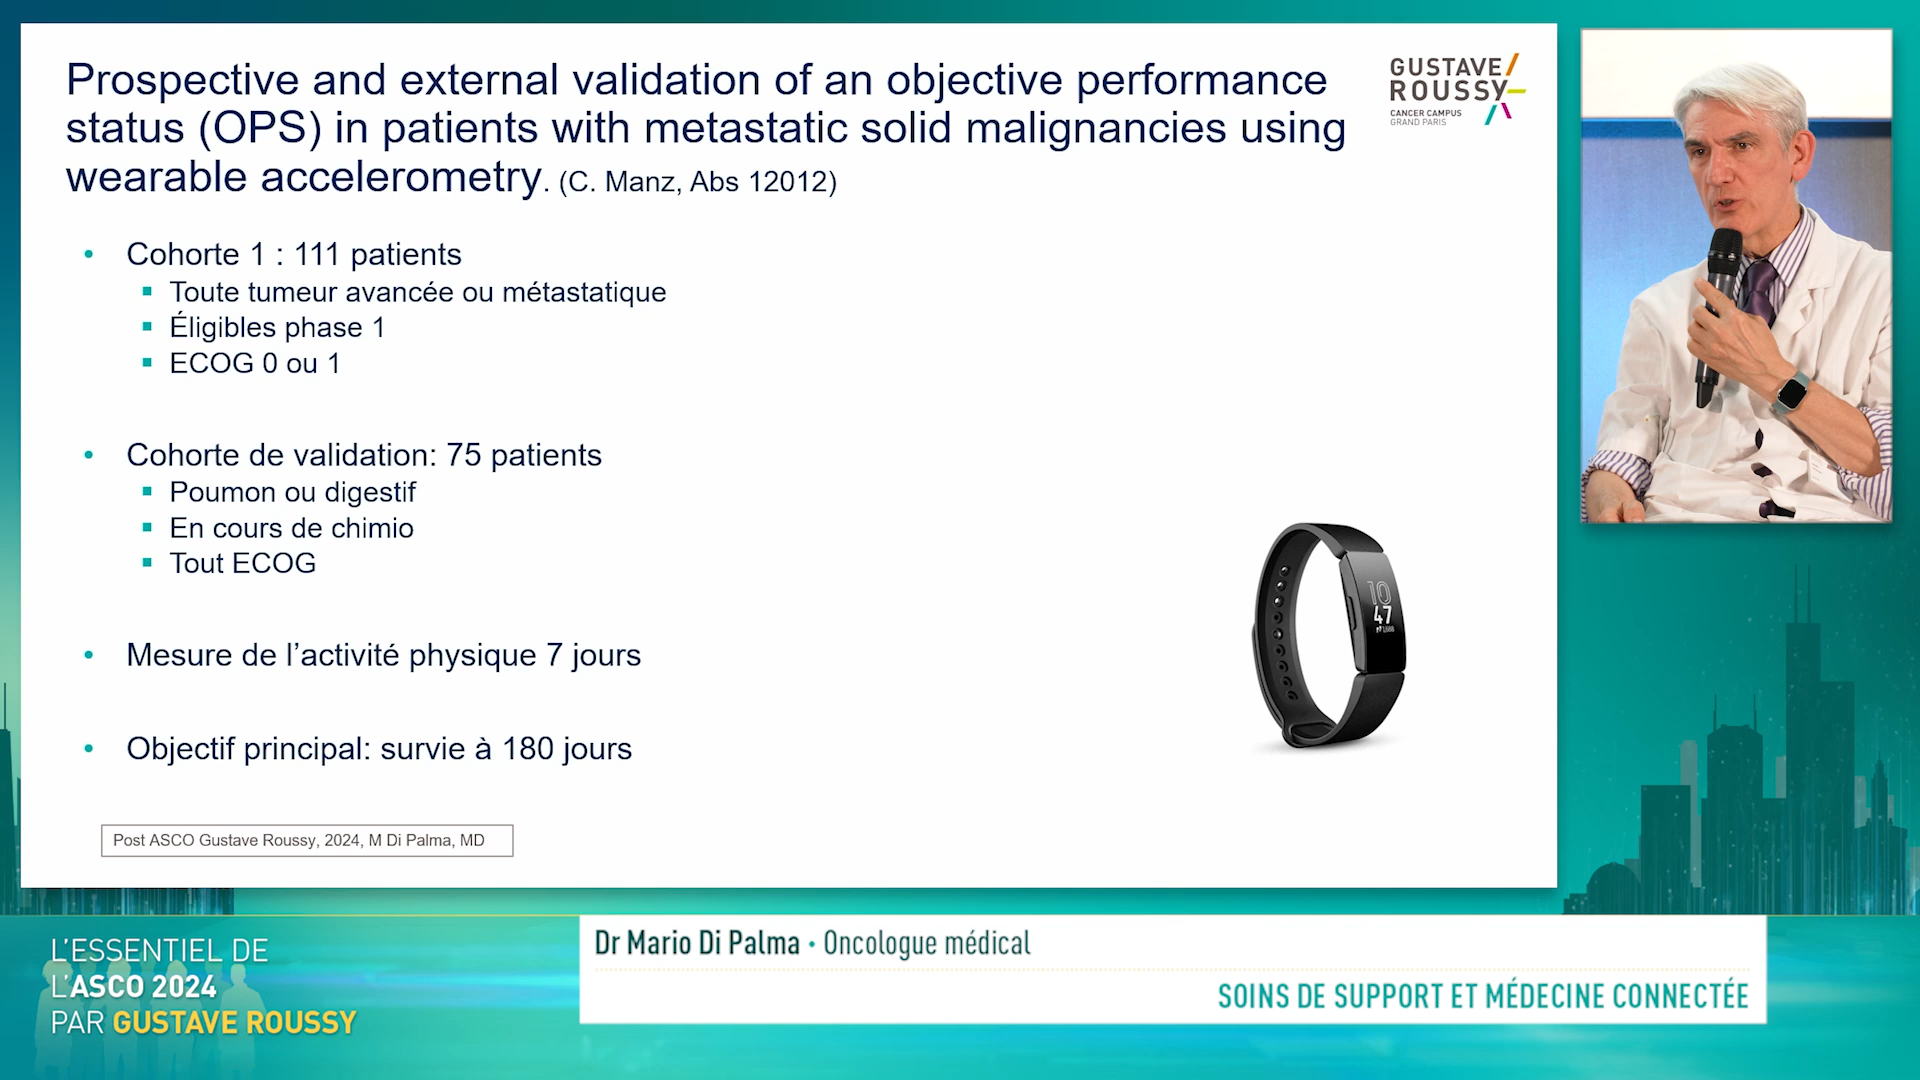 Prospective and external validation of an objective performance
status (OPS) in patients with metastatic solid malignancies using
wearable accelerometry. (C. Manz, Abs 12012)
GUSTAVE
ROUSSY
CANCER CAMPUS
GRAND PARIS
• Cohorte 1 : 111 patients
▪ Toute tumeur avancée ou métastatique
▪ Éligibles phase 1
▪ ECOG 0 ou 1
• Cohorte de validation: 75 patients
▪ Poumon ou digestif
▪ En cours de chimio
▪ Tout ECOG
• Mesure de l’activité physique 7 jours
• Objectif principal: survie à 180 jours
10
47
Post ASCO Gustave Roussy, 2024, M Di Palma, MD
L'ESSENTIEL DE
L'ASCO 2024
PAR GUSTAVE ROUSSY
Dr Mario Di Palma • Oncologue médical
SOINS DE SUPPORT ET MÉDECINE CONNECTÉE